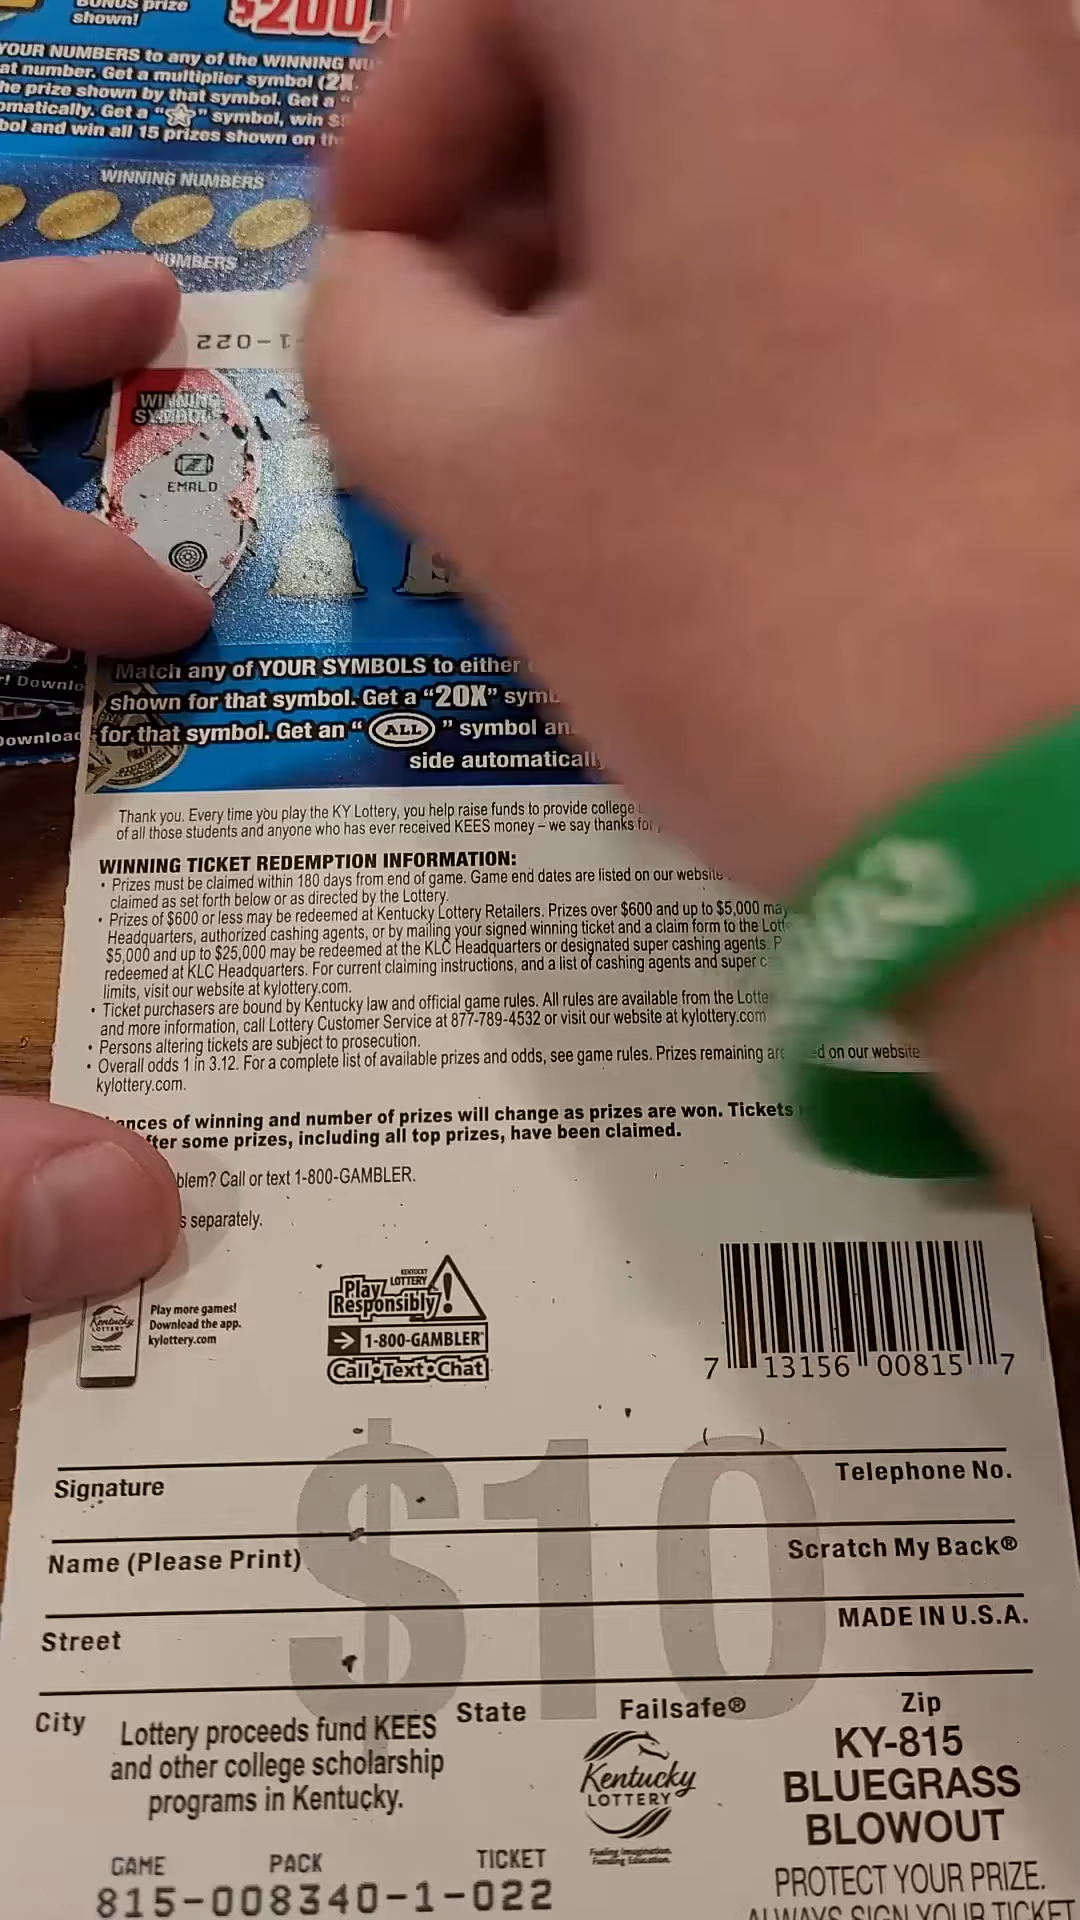 BONUS prize
shown!
$200,
YOUR NUMBERS to any of the WINNING
at number. Get a multiplier symbol (2X
he prize shown by that symbol. Get a "
omatically. Get a " " symbol, win
bol and win all 15 prizes shown on
WINNING NUMBERS
NUMBERS
1-022
WINNING
SYMBOL
EMRLD
Match any of YOUR SYMBOLS to either
shown for that symbol. Get a "20X"
for that symbol. Get an "ALL" symbol
side automatically
Thank you. Every time you play the KY Lottery, you help raise funds to provide college
of all those students and anyone who has ever received KEES money – we say thanks for
WINNING TICKET REDEMPTION INFORMATION:
• Prizes must be claimed within 180 days from end of game. Game end dates are listed on our website
claimed as set forth below or as directed by the Lottery.
• Prizes of $600 or less may be redeemed at Kentucky Lottery Retailers. Prizes over $600 and up to $5,000 may
Headquarters, authorized cashing agents, or by mailing your signed winning ticket and a claim form to the
$5,000 and up to $25,000 may be redeemed at the KLC Headquarters or designated super cashing agents.
redeemed at KLC Headquarters. For current claiming instructions, and a list of cashing agents and super
limits, visit our website at kylottery.com.
• Ticket purchasers are bound by Kentucky law and official game rules. All rules are available from the
and more information, call Lottery Customer Service at 877-789-4532 or visit our website at kylottery.com
• Persons altering tickets are subject to prosecution.
• Overall odds 1 in 3.12. For a complete list of available prizes and odds, see game rules. Prizes remaining are on our website
kylottery.com.
ances of winning and number of prizes will change as prizes are won. Tickets
fter some prizes, including all top prizes, have been claimed.
blem? Call or text 1-800-GAMBLER.
s separately.
Play more games!
Download the app.
kylottery.com
Kentucky
LOTTERY
KENTUCKY
LOTTERY
Play
Responsibly!
1-800-GAMBLER
Call•Text•Chat
7 13156 00815 7
$10
( )
Signature
Telephone No.
Name (Please Print)
Scratch My Back®
Street
MADE IN U.S.A.
City
State
Failsafe®
Zip
Lottery proceeds fund KEES
and other college scholarship
programs in Kentucky.
Kentucky
LOTTERY
Fueling Imagination.
Funding Education.
KY-815
BLUEGRASS
BLOWOUT
GAME PACK TICKET
815-008340-1-022
PROTECT YOUR PRIZE.
ALWAYS SIGN YOUR TICKET